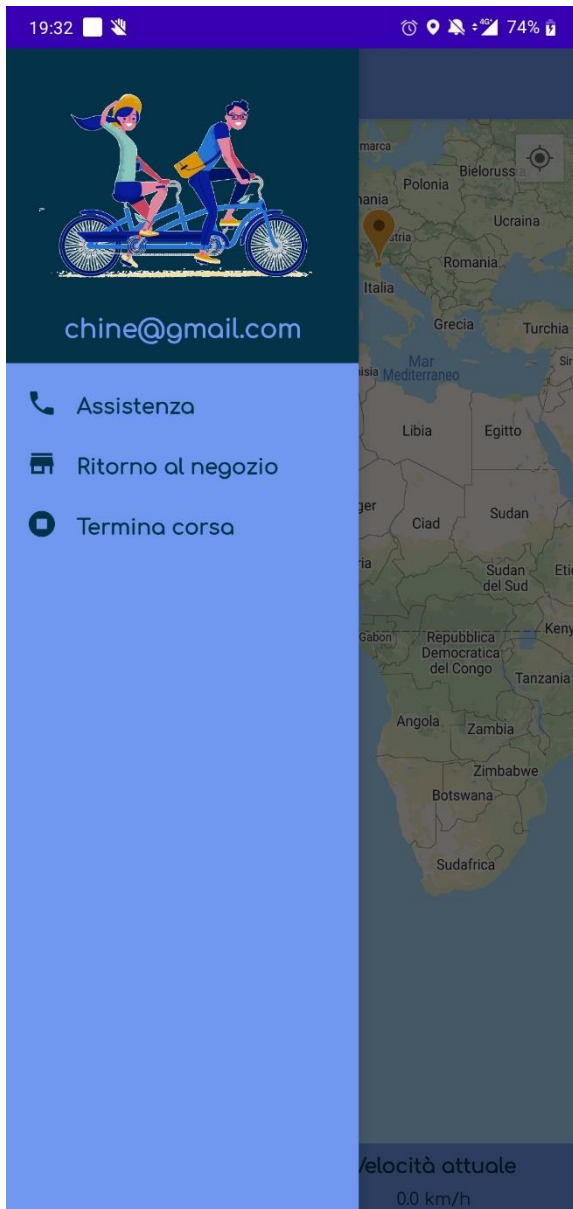 19:32
4G+
74%
chine@gmail.com
Assistenza
Ritorno al negozio
Termina corsa
Bielorussia
Polonia
Ucraina
Romania
Italia
Grecia
Turchia
Mar
Mediterraneo
Libia
Egitto
Ciad
Sudan
Sudan
del Sud
Gabon
Repubblica
Democratica
del Congo
Tanzania
Angola
Zambia
Zimbabwe
Botswana
Sudafrica
Velocità attuale
0.0 km/h